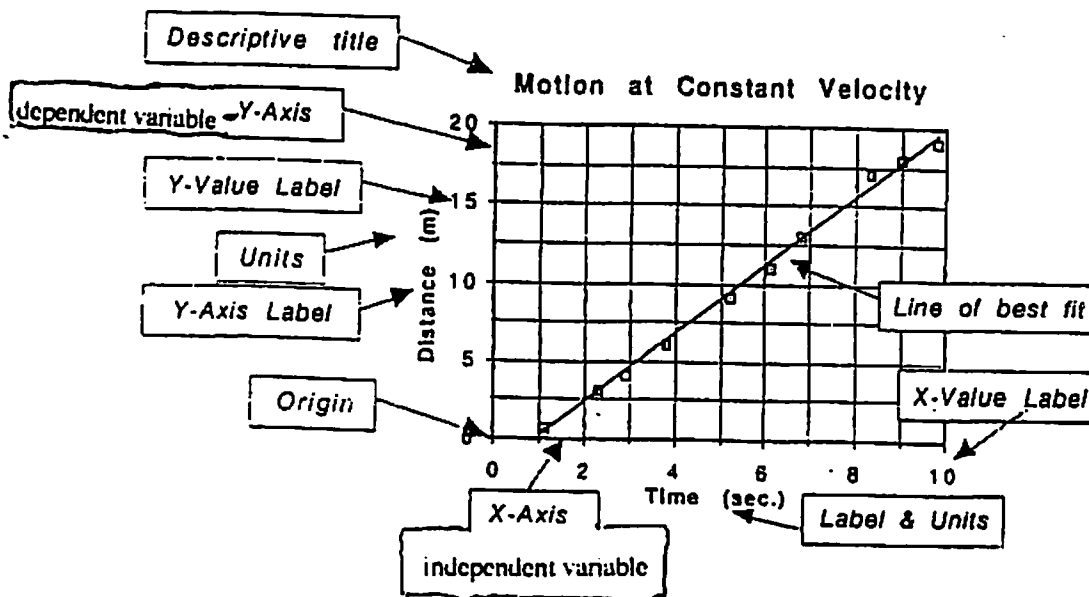 Descriptive title
Motion at Constant Velocity
dependent variable Y-Axis
20
Y-Value Label
15
Distance (m)
Units
10
Y-Axis Label
Line of best fit
5
X-Value Label
Origin
0
0 2 4 6 8 10
Time (sec.)
X-Axis
Label & Units
independent variable